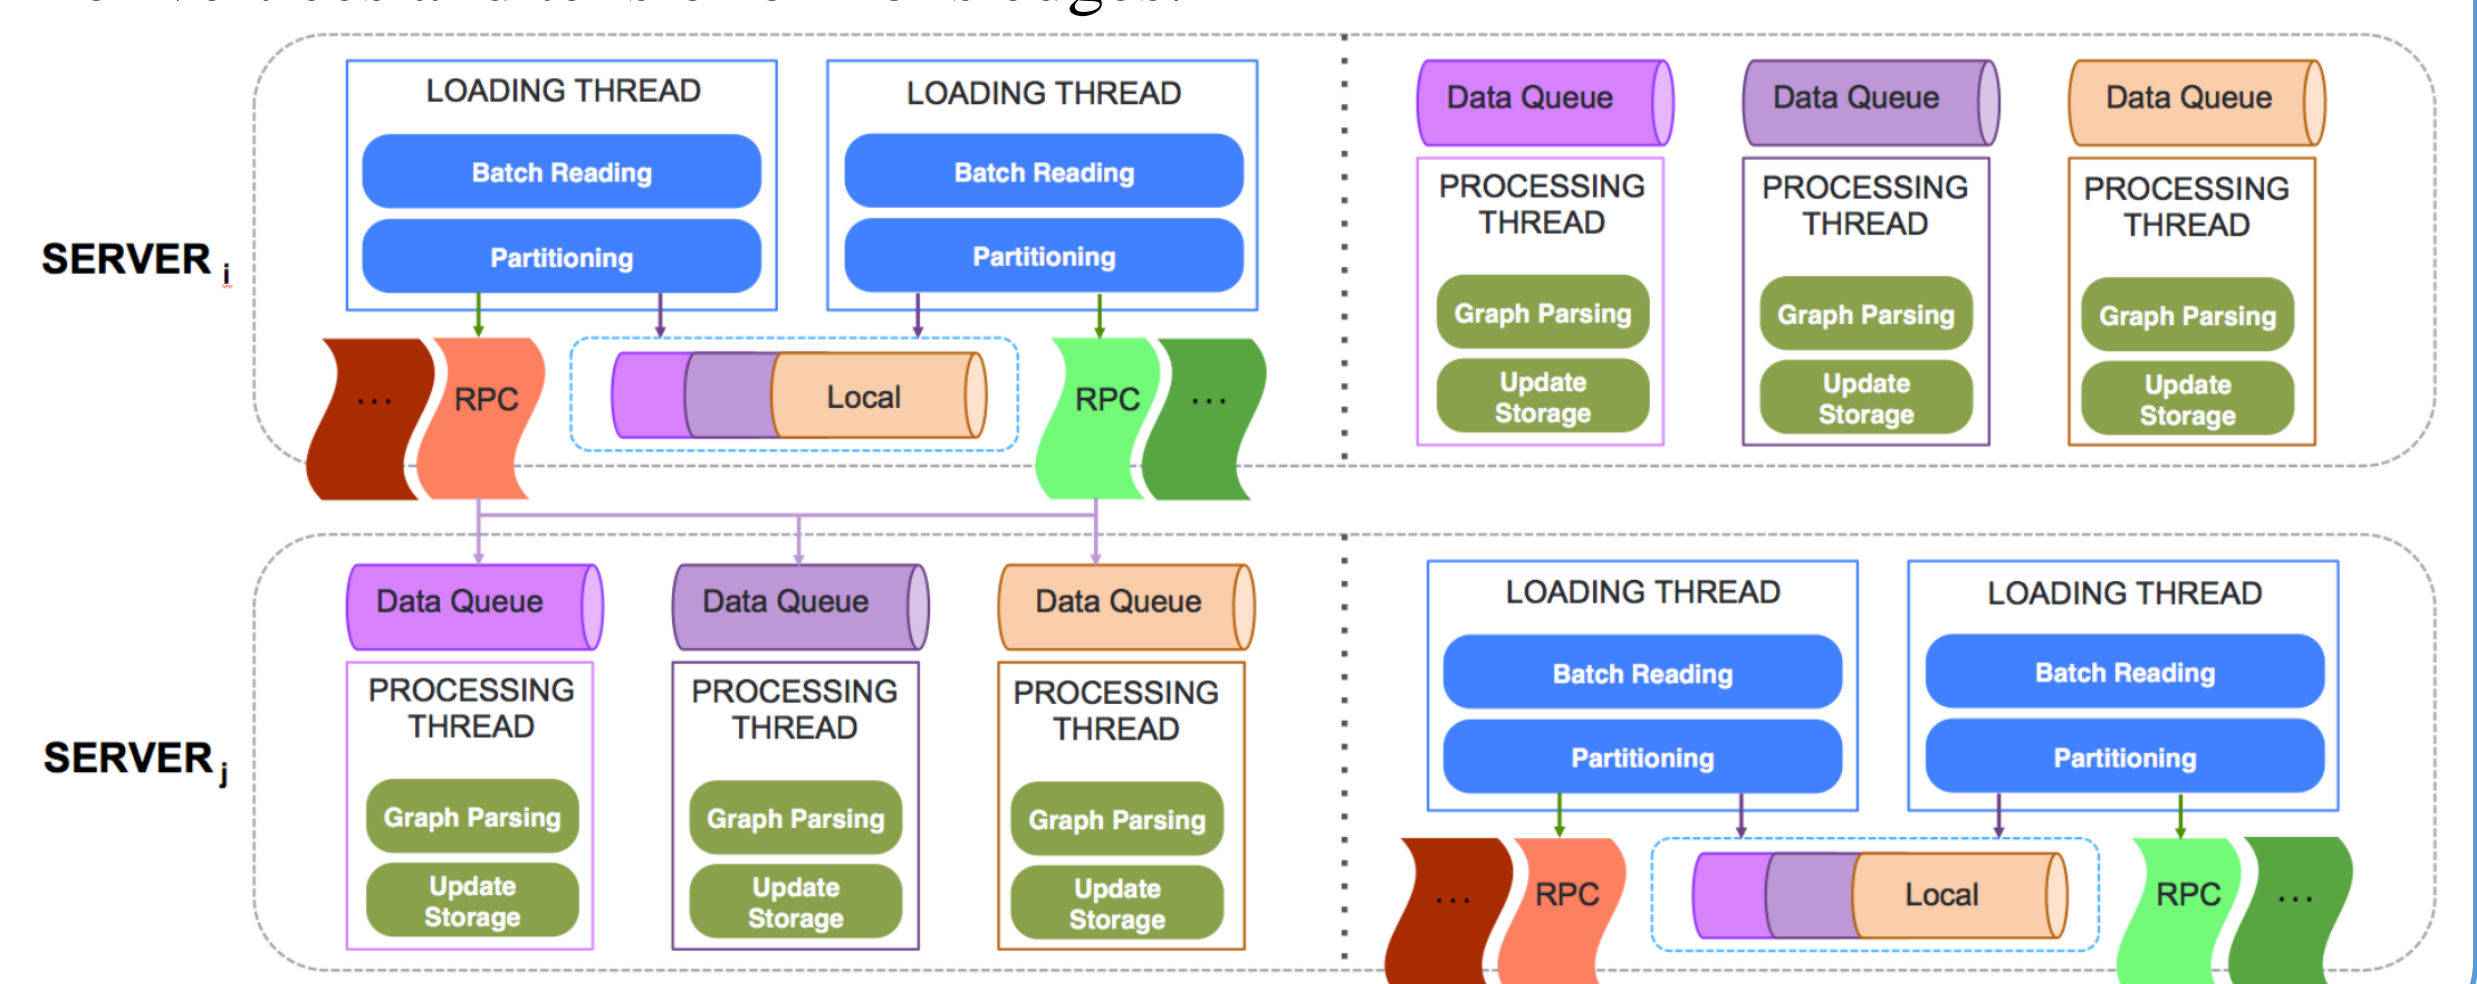 LOADING THREAD
Batch Reading
Partitioning
LOADING THREAD
Batch Reading
Partitioning
Data Queue
PROCESSING
THREAD
Graph Parsing
Update
Storage
Data Queue
PROCESSING
THREAD
Graph Parsing
Update
Storage
Data Queue
PROCESSING
THREAD
Graph Parsing
Update
Storage
SERVER i
...
RPC
Local
RPC
...
Data Queue
PROCESSING
THREAD
Graph Parsing
Update
Storage
Data Queue
PROCESSING
THREAD
Graph Parsing
Update
Storage
Data Queue
PROCESSING
THREAD
Graph Parsing
Update
Storage
SERVER j
LOADING THREAD
Batch Reading
Partitioning
LOADING THREAD
Batch Reading
Partitioning
...
RPC
Local
RPC
...